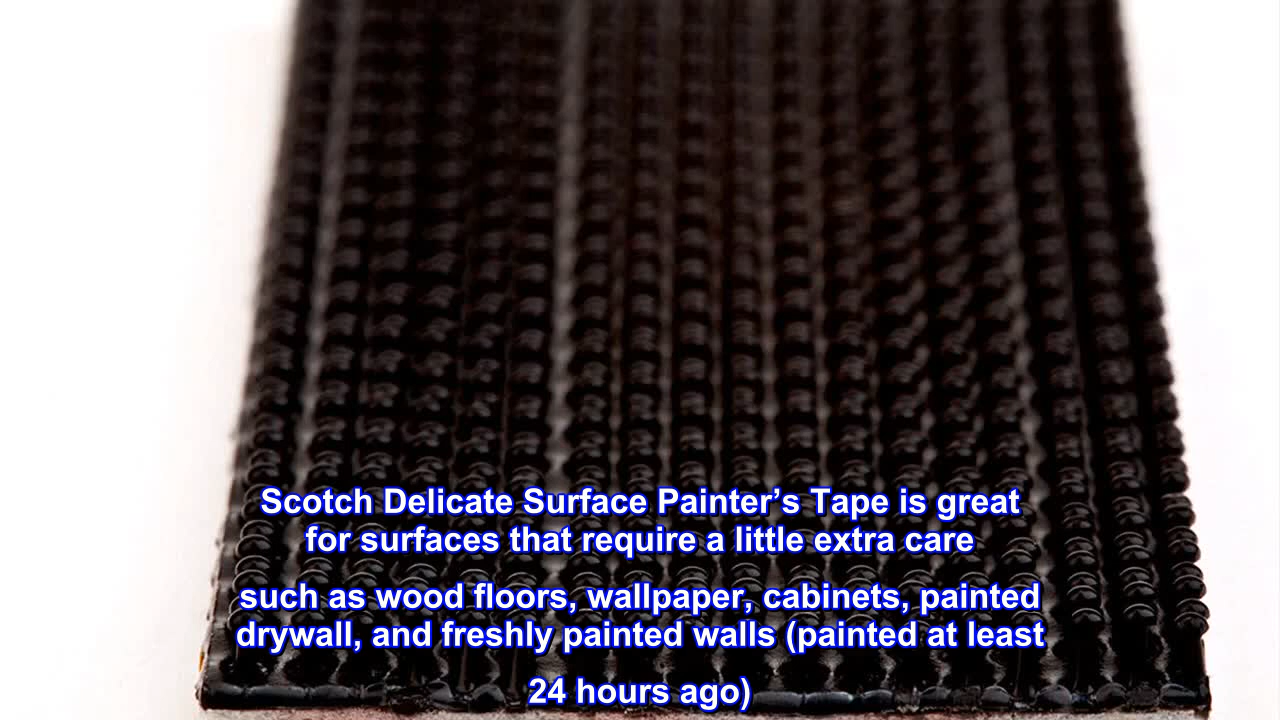 Scotch Delicate Surface Painter’s Tape is great
for surfaces that require a little extra care
such as wood floors, wallpaper, cabinets, painted
drywall, and freshly painted walls (painted at least
24 hours ago)